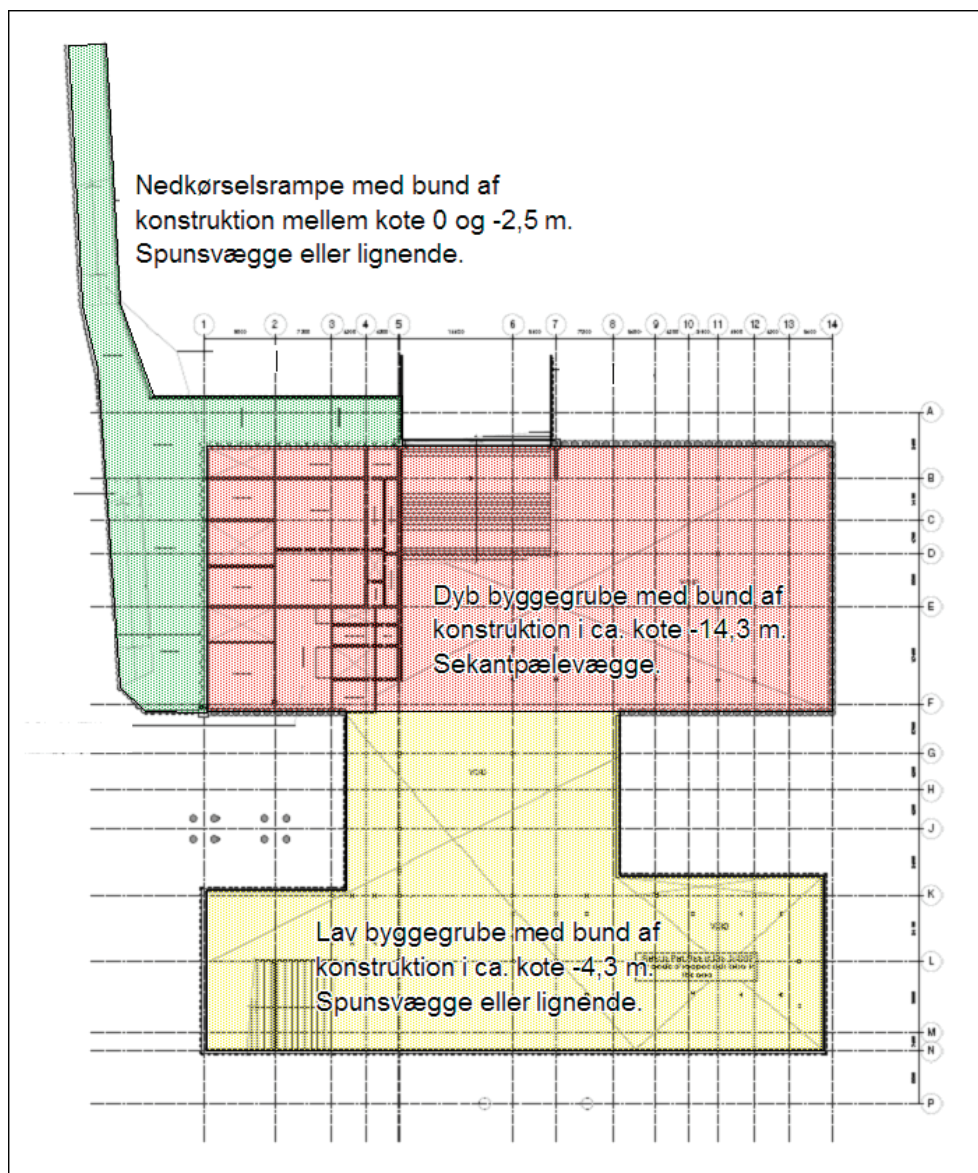 Nedkørselsrampe med bund af
konstruktion mellem kote 0 og -2,5 m.
Spunsvægge eller lignende.
1 2 3 4 5 6 7 8 9 10 11 12 13 14
A
B
C
D
Dyb byggegrube med bund af
E
konstruktion i ca. kote -14,3 m.
Sekantpælevægge.
F
G
VOID
H
J
K
Lav byggegrube med bund af
VOID
konstruktion i ca. kote -4,3 m.
L
Spunsvægge eller lignende.
M
N
P